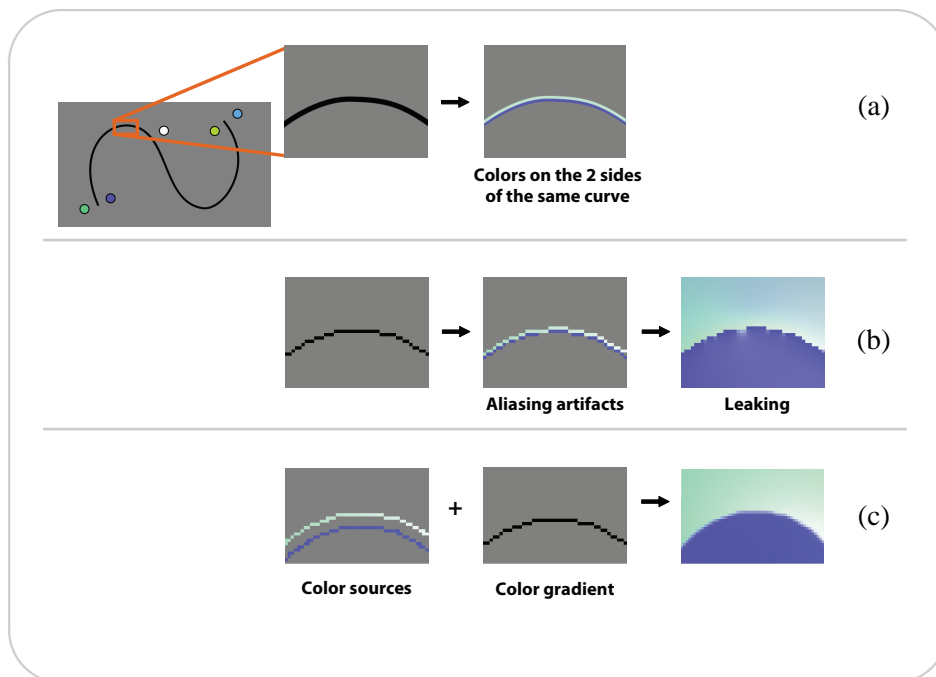 (a)
Colors on the 2 sides
of the same curve
(b)
Aliasing artifacts
Leaking
+
(c)
Color sources
Color gradient